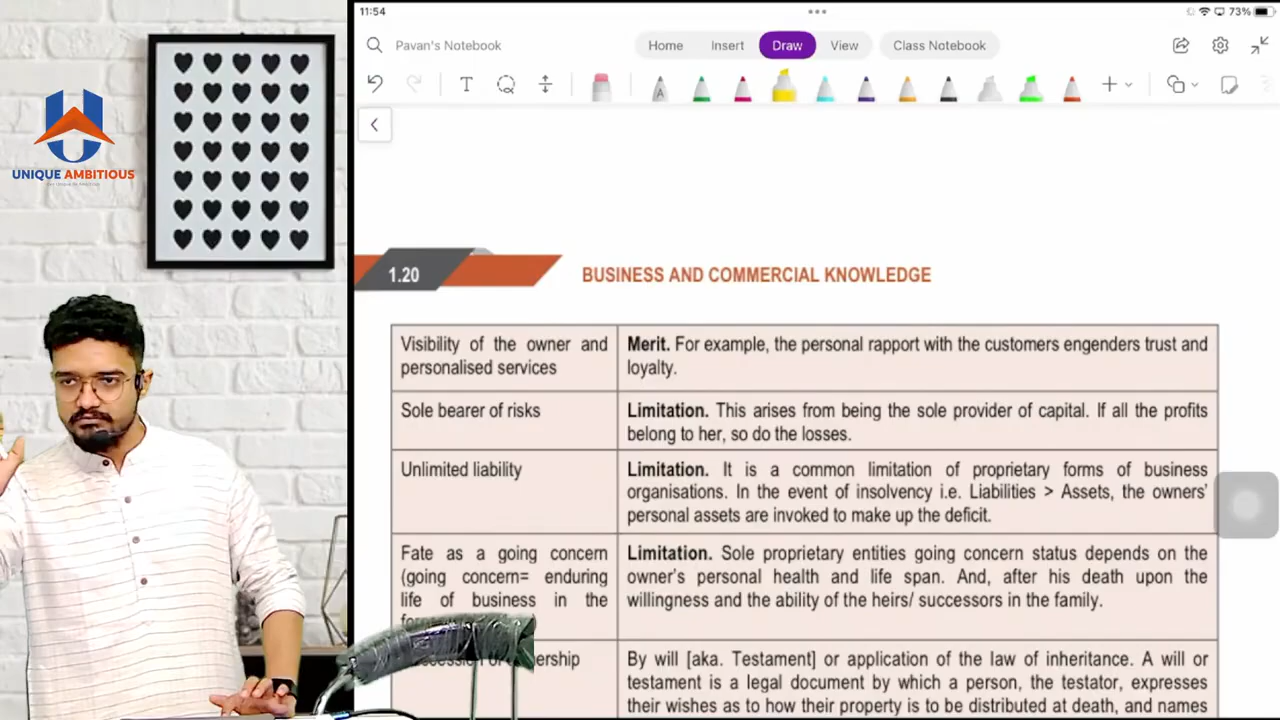 11:54
73%
Pavan's Notebook
Home
Insert
Draw
View
Class Notebook
UNIQUE AMBITIOUS
1.20
BUSINESS AND COMMERCIAL KNOWLEDGE
Visibility of the owner and
personalised services
Merit. For example, the personal rapport with the customers engenders trust and
loyalty.
Sole bearer of risks
Limitation. This arises from being the sole provider of capital. If all the profits
belong to her, so do the losses.
Unlimited liability
Limitation. It is a common limitation of proprietary forms of business
organisations. In the event of insolvency i.e. Liabilities > Assets, the owners'
personal assets are invoked to make up the deficit.
Fate as a going concern
(going concern= enduring
life of business in the
Limitation. Sole proprietary entities going concern status depends on the
owner's personal health and life span. And, after his death upon the
willingness and the ability of the heirs/ successors in the family.
By will [aka. Testament] or application of the law of inheritance. A will or
testament is a legal document by which a person, the testator, expresses
their wishes as to how their property is to be distributed at death, and names